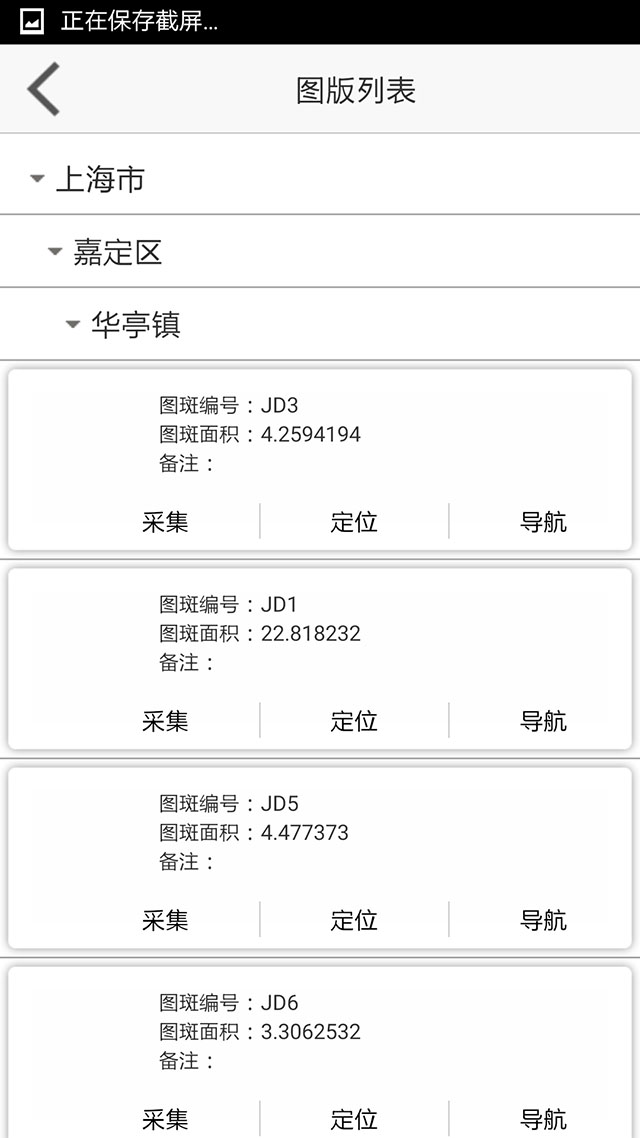 正在保存截屏...
图版列表
上海市
嘉定区
华亭镇
图斑编号：JD3
图斑面积：4.2594194
备注：
采集 定位 导航
图斑编号：JD1
图斑面积：22.818232
备注：
采集 定位 导航
图斑编号：JD5
图斑面积：4.477373
备注：
采集 定位 导航
图斑编号：JD6
图斑面积：3.3062532
备注：
采集 定位 导航